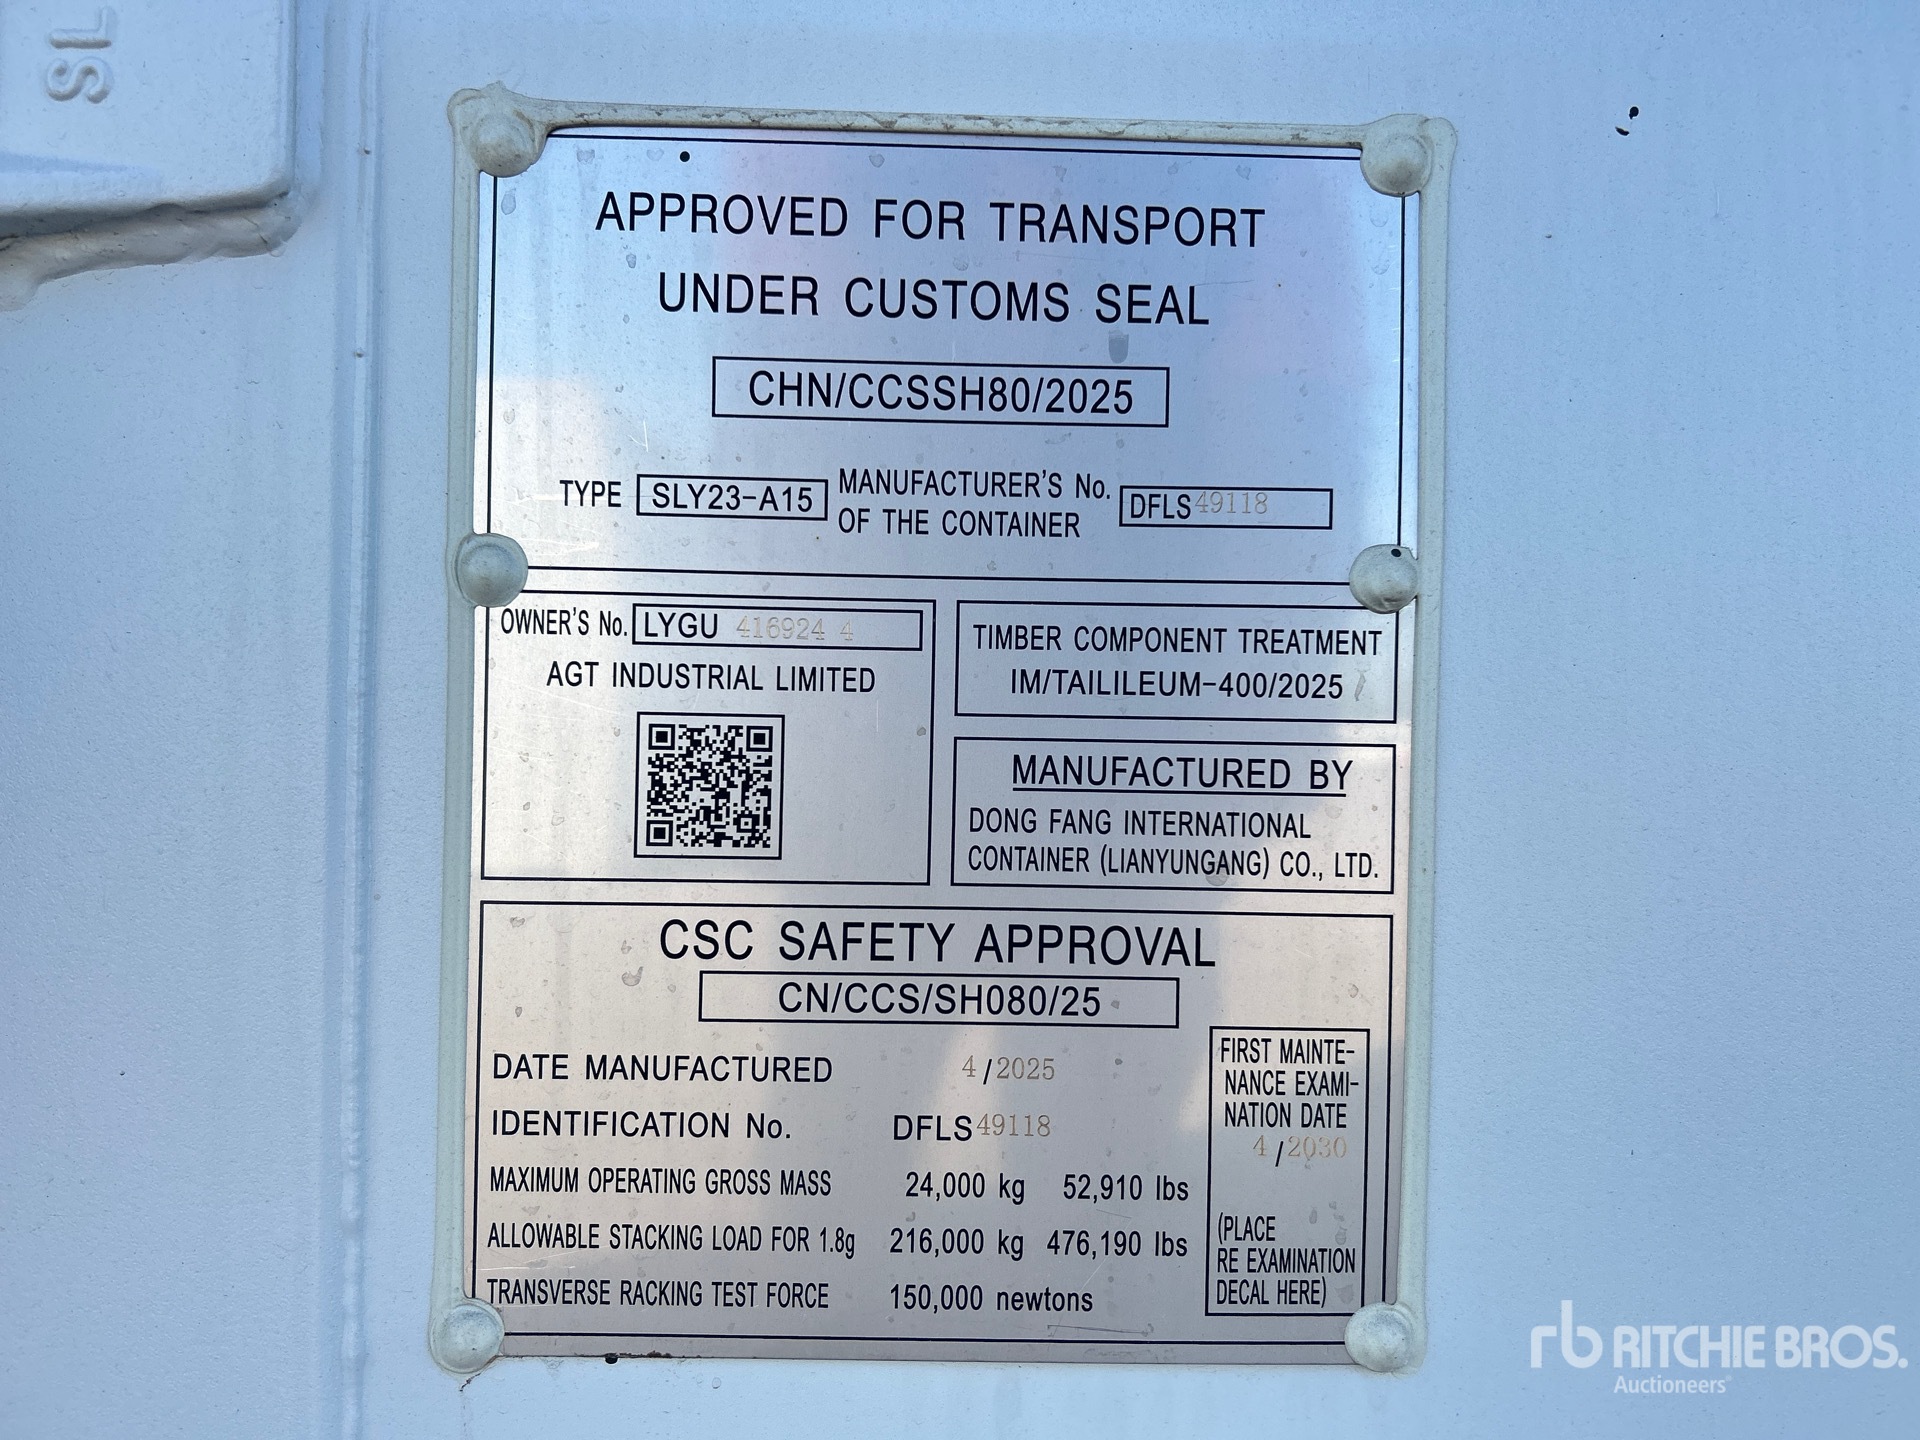 SL
APPROVED FOR TRANSPORT
UNDER CUSTOMS SEAL
CHN/CCSSH80/2025
TYPE SLY23-A15 MANUFACTURER'S No. OF THE CONTAINER DFLS49118
OWNER'S No. LYGU 416924 4
AGT INDUSTRIAL LIMITED
TIMBER COMPONENT TREATMENT
IM/TAILILEUM-400/2025
MANUFACTURED BY
DONG FANG INTERNATIONAL
CONTAINER (LIANYUNGANG) CO., LTD.
CSC SAFETY APPROVAL
CN/CCS/SH080/25
DATE MANUFACTURED 4/2025
IDENTIFICATION No. DFLS49118
MAXIMUM OPERATING GROSS MASS 24,000 kg 52,910 lbs
ALLOWABLE STACKING LOAD FOR 1.8g 216,000 kg 476,190 lbs
TRANSVERSE RACKING TEST FORCE 150,000 newtons
FIRST MAINTE-
NANCE EXAMI-
NATION DATE
4/2030
(PLACE
RE EXAMINATION
DECAL HERE)
rb RITCHIE BROS.
Auctioneers